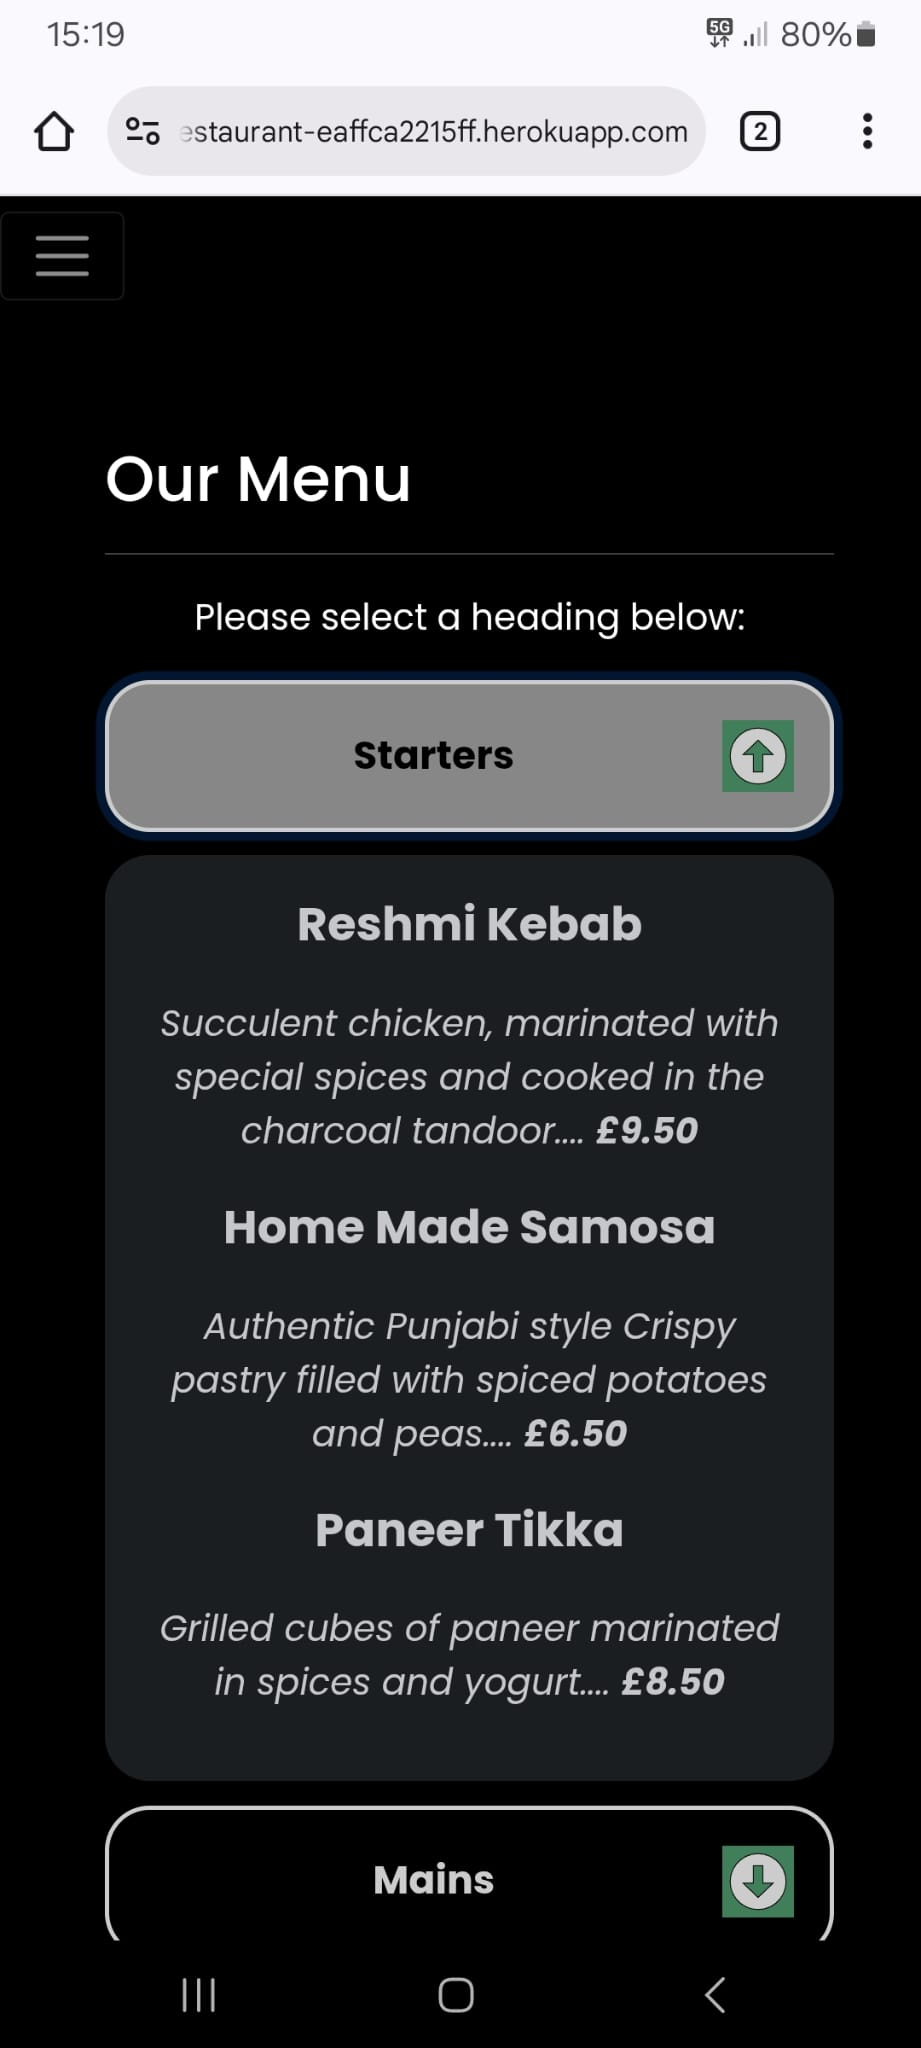 15:19
5G
80%
estaurant-eaffca2215ff.herokuapp.com
2
Our Menu
Please select a heading below:
Starters
Reshmi Kebab
Succulent chicken, marinated with
special spices and cooked in the
charcoal tandoor.... £9.50
Home Made Samosa
Authentic Punjabi style Crispy
pastry filled with spiced potatoes
and peas.... £6.50
Paneer Tikka
Grilled cubes of paneer marinated
in spices and yogurt.... £8.50
Mains